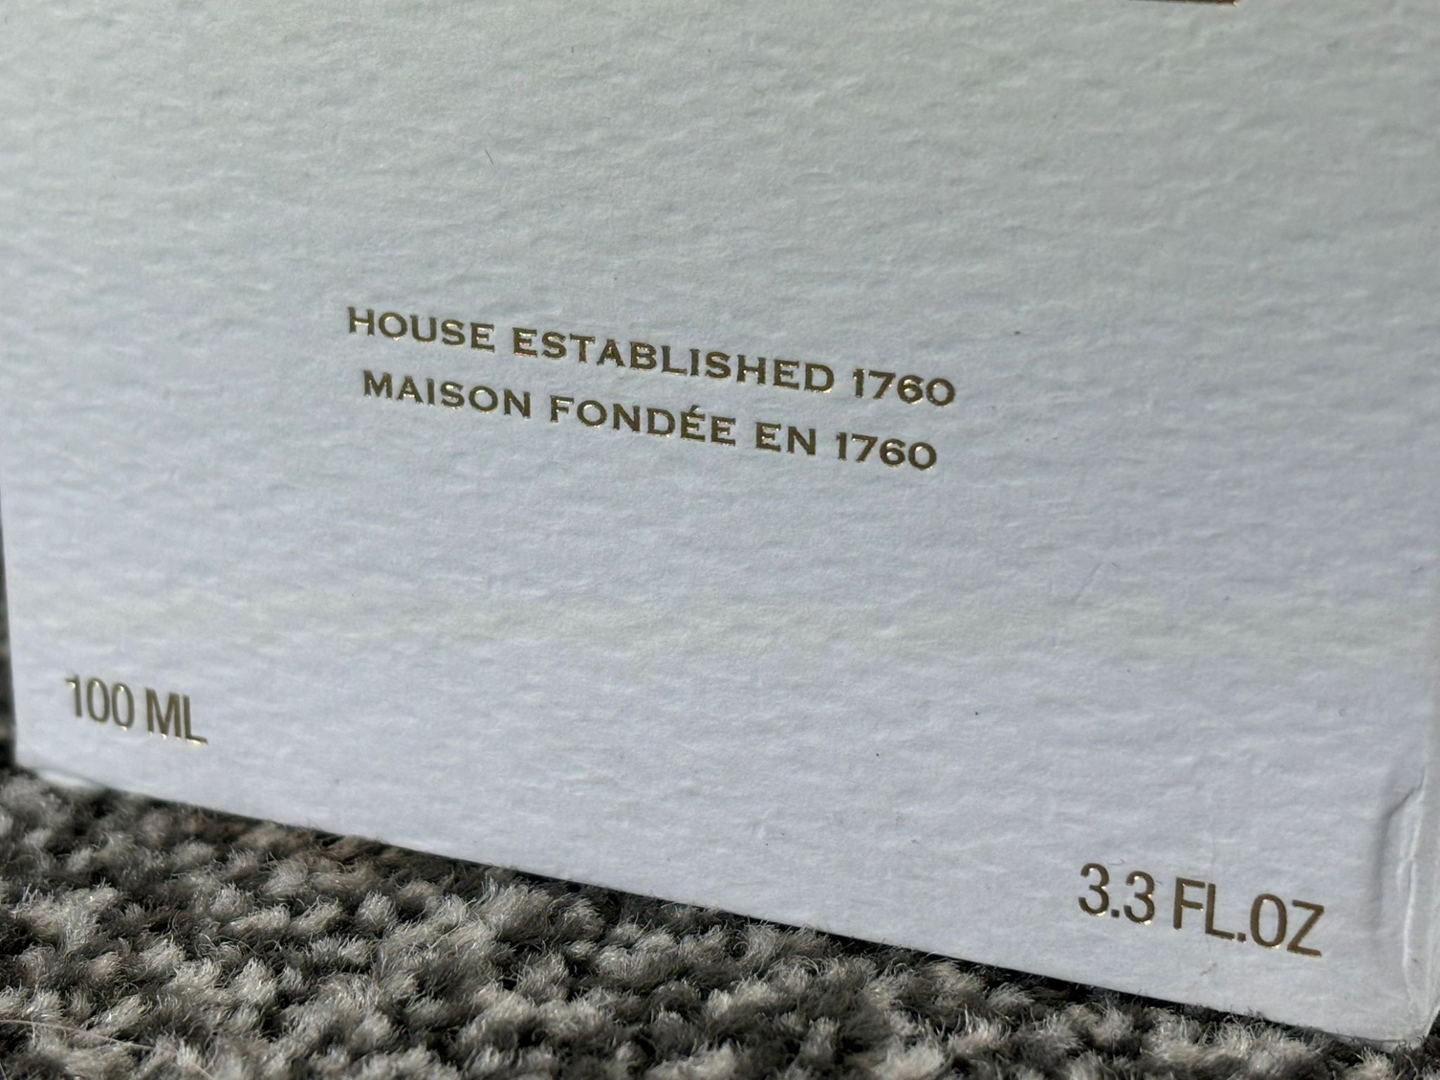 HOUSE ESTABLISHED 1760
MAISON FONDÉE EN 1760
100 ML
3.3 FL.OZ